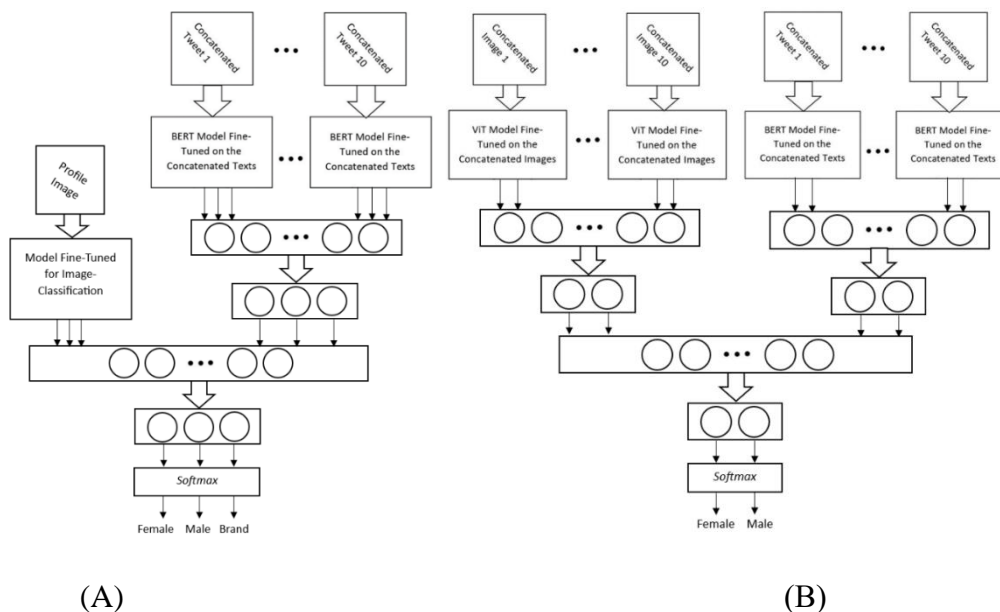 Concatenated
Tweet 1
Concatenated
Tweet 10
BERT Model Fine-
Tuned on the
Concatenated Texts
BERT Model Fine-
Tuned on the
Concatenated Texts
Profile
Image
Model Fine-Tuned
for Image-
Classification
Softmax
Female Male Brand
(A)
Concatenated
Image 1
Concatenated
Image 10
Concatenated
Tweet 1
Concatenated
Tweet 10
ViT Model Fine-
Tuned on the
Concatenated Images
ViT Model Fine-
Tuned on the
Concatenated Images
BERT Model Fine-
Tuned on the
Concatenated Texts
BERT Model Fine-
Tuned on the
Concatenated Texts
Softmax
Female Male
(B)